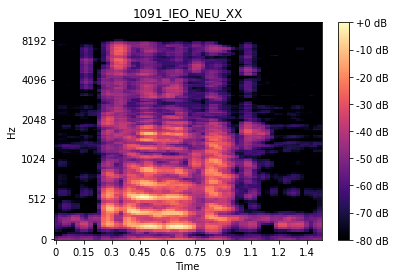 1091_IEO_NEU_XX
+0 dB
8192
-10 dB
4096
-20 dB
-30 dB
2048
Hz
-40 dB
1024
-50 dB
512
-60 dB
-70 dB
0
-80 dB
0 0.15 0.3 0.45 0.6 0.75 0.9 1.1 1.2 1.4
Time